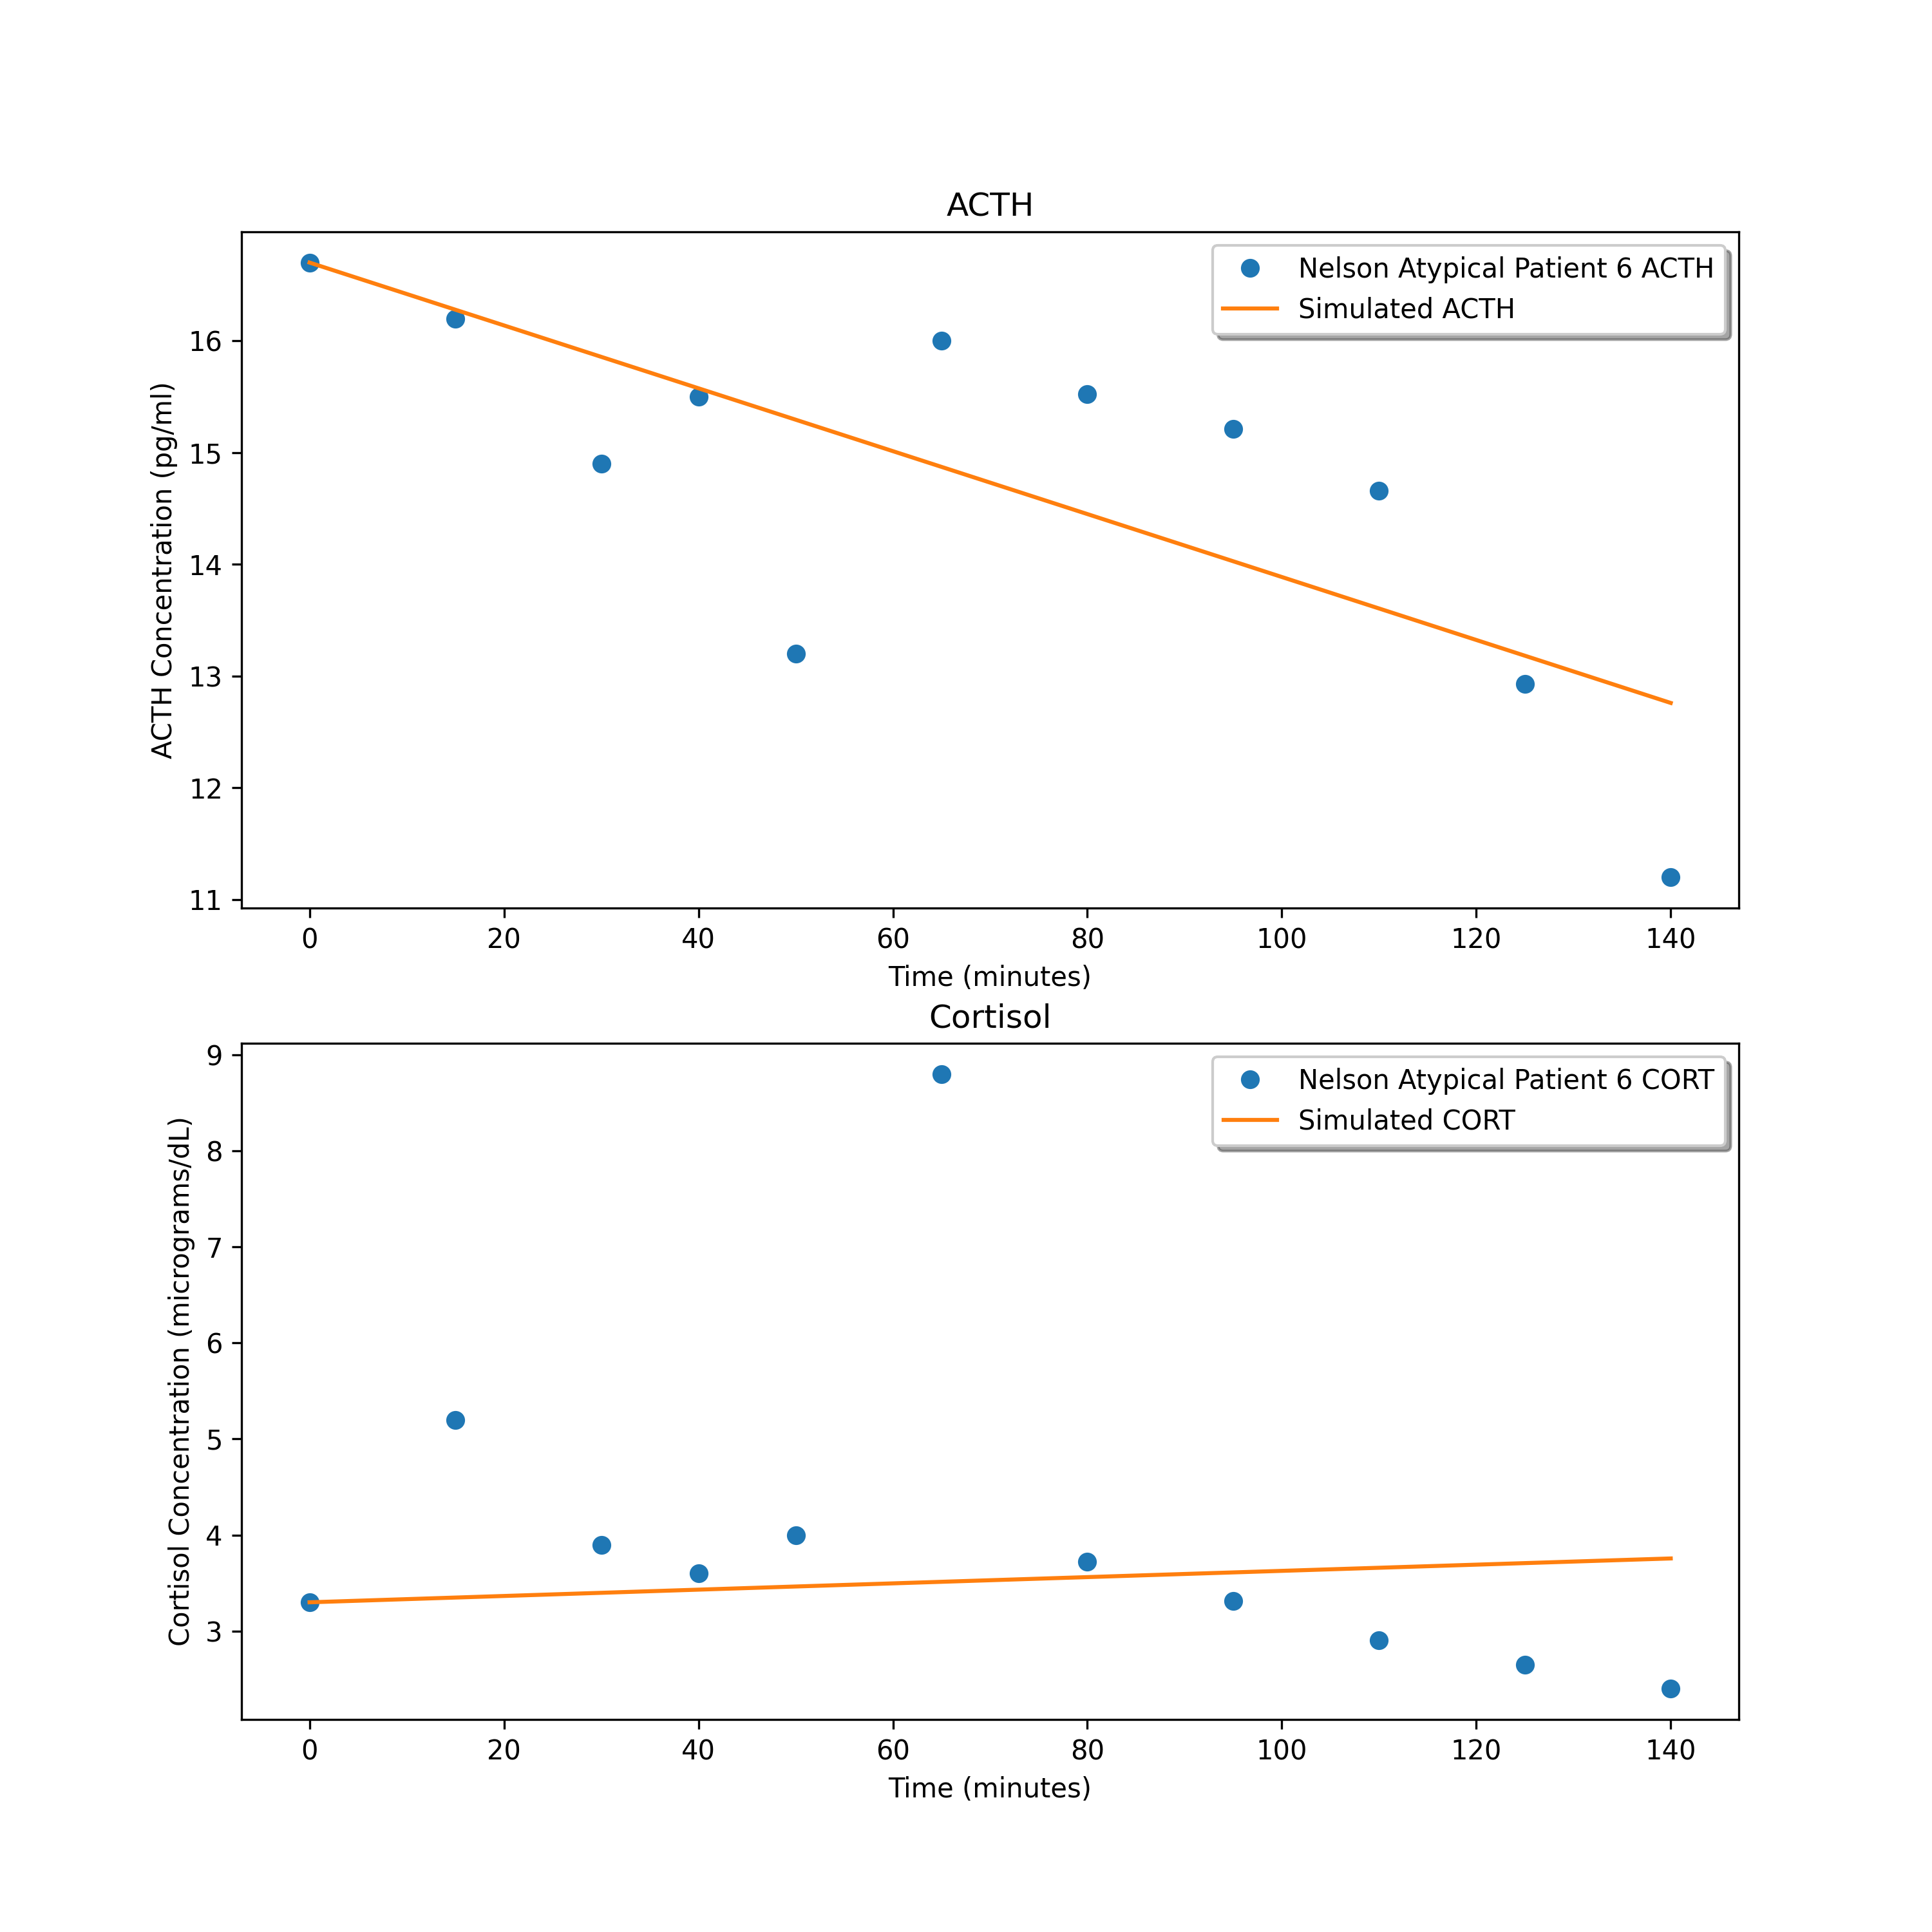 ACTH
Nelson Atypical Patient 6 ACTH
Simulated ACTH
ACTH Concentration (pg/ml)
16
15
14
13
12
11
0 20 40 60 80 100 120 140
Time (minutes)
Cortisol
Nelson Atypical Patient 6 CORT
Simulated CORT
Cortisol Concentration (micrograms/dL)
9
8
7
6
5
4
3
0 20 40 60 80 100 120 140
Time (minutes)